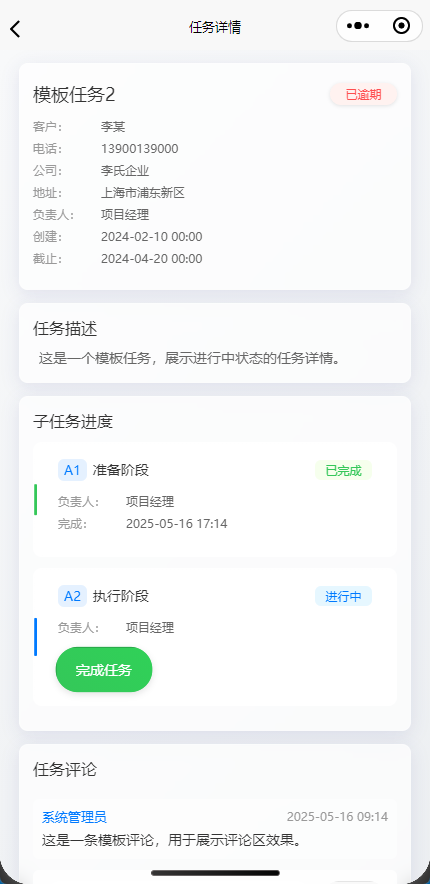 任务详情
模板任务2 已逾期
客户： 李某
电话： 13900139000
公司： 李氏企业
地址： 上海市浦东新区
负责人： 项目经理
创建： 2024-02-10 00:00
截止： 2024-04-20 00:00
任务描述
这是一个模板任务，展示进行中状态的任务详情。
子任务进度
A1 准备阶段 已完成
负责人： 项目经理
完成： 2025-05-16 17:14
A2 执行阶段 进行中
负责人： 项目经理
完成任务
任务评论
系统管理员 2025-05-16 09:14
这是一条模板评论，用于展示评论区效果。